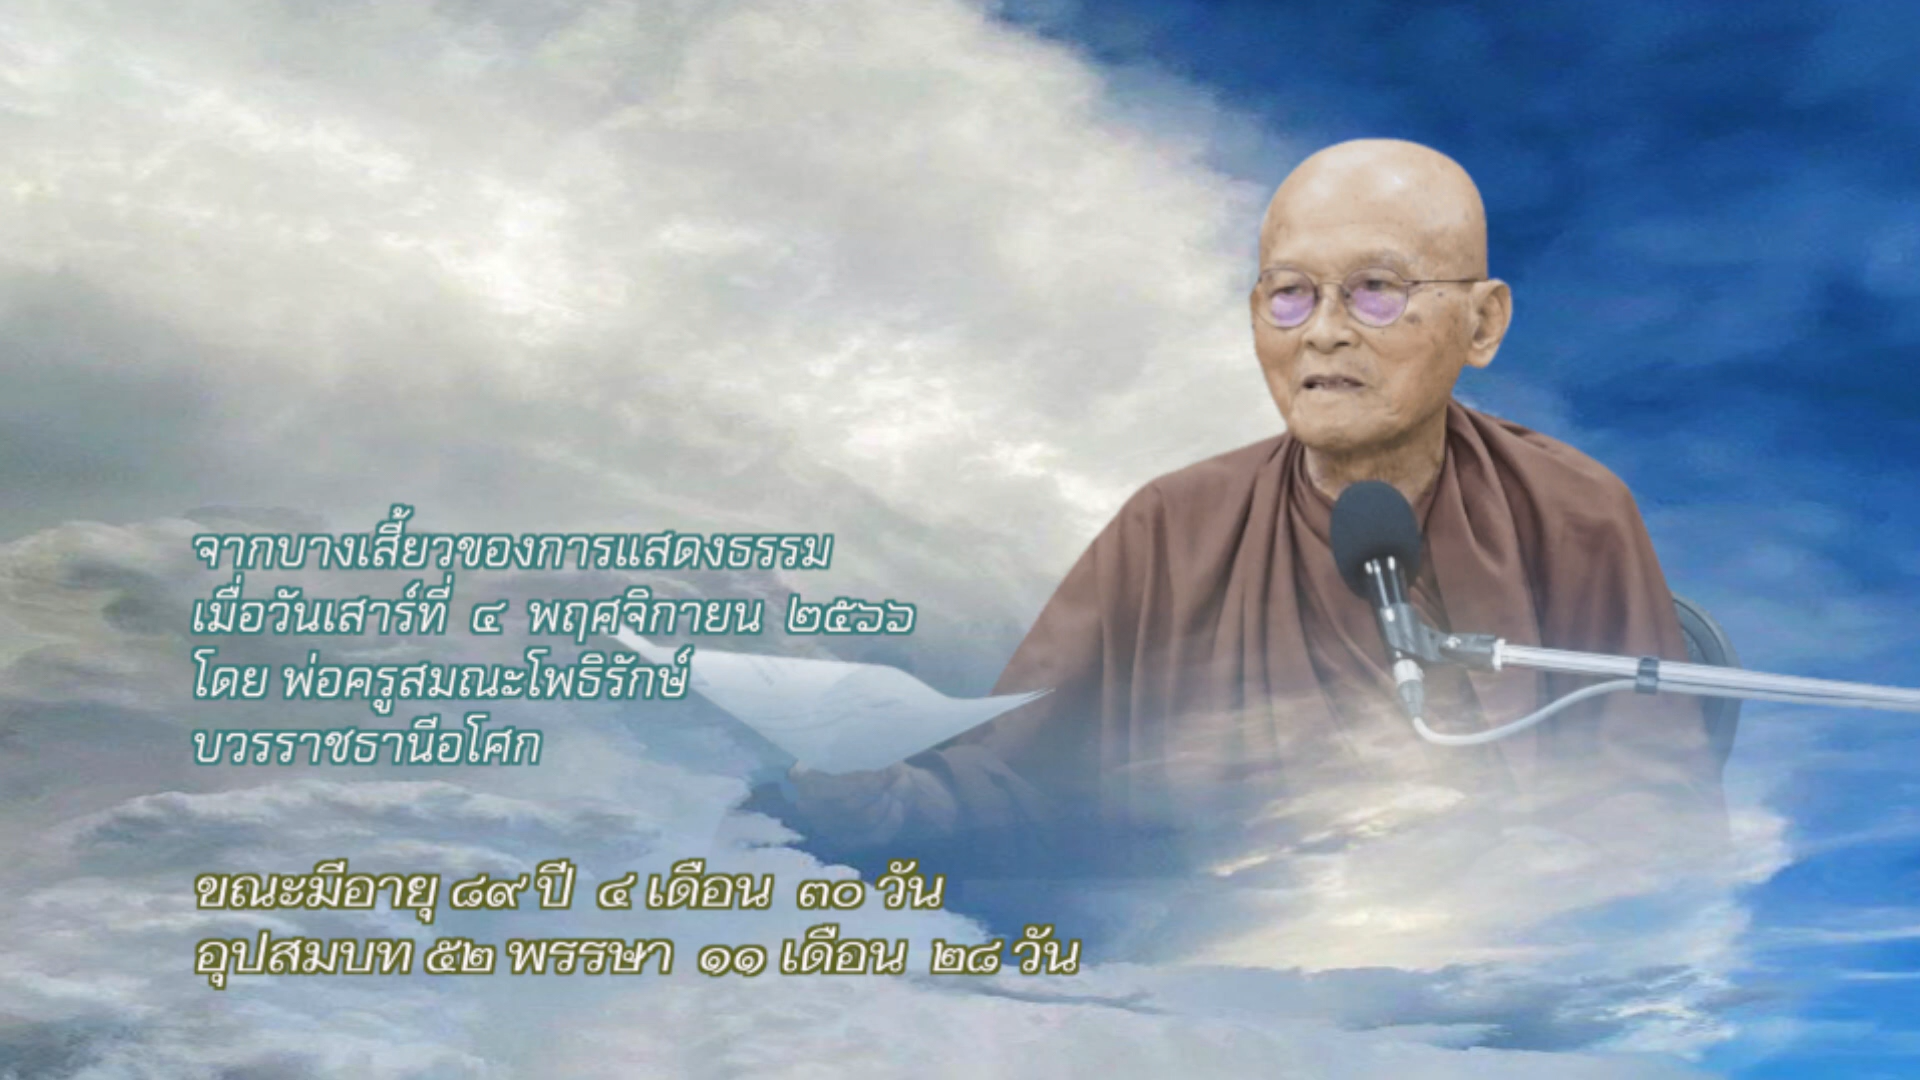 จากบางเสี้ยวของการแสดงธรรม
เมื่อวันเสาร์ที่ ๔ พฤศจิกายน ๒๕๖๖
โดย พ่อครูสมณะโพธิรักษ์
บวรราชธานีอโศก
ขณะมีอายุ ๘๙ ปี ๔ เดือน ๓๐ วัน
อุปสมบท ๕๒ พรรษา ๑๑ เดือน ๒๘ วัน